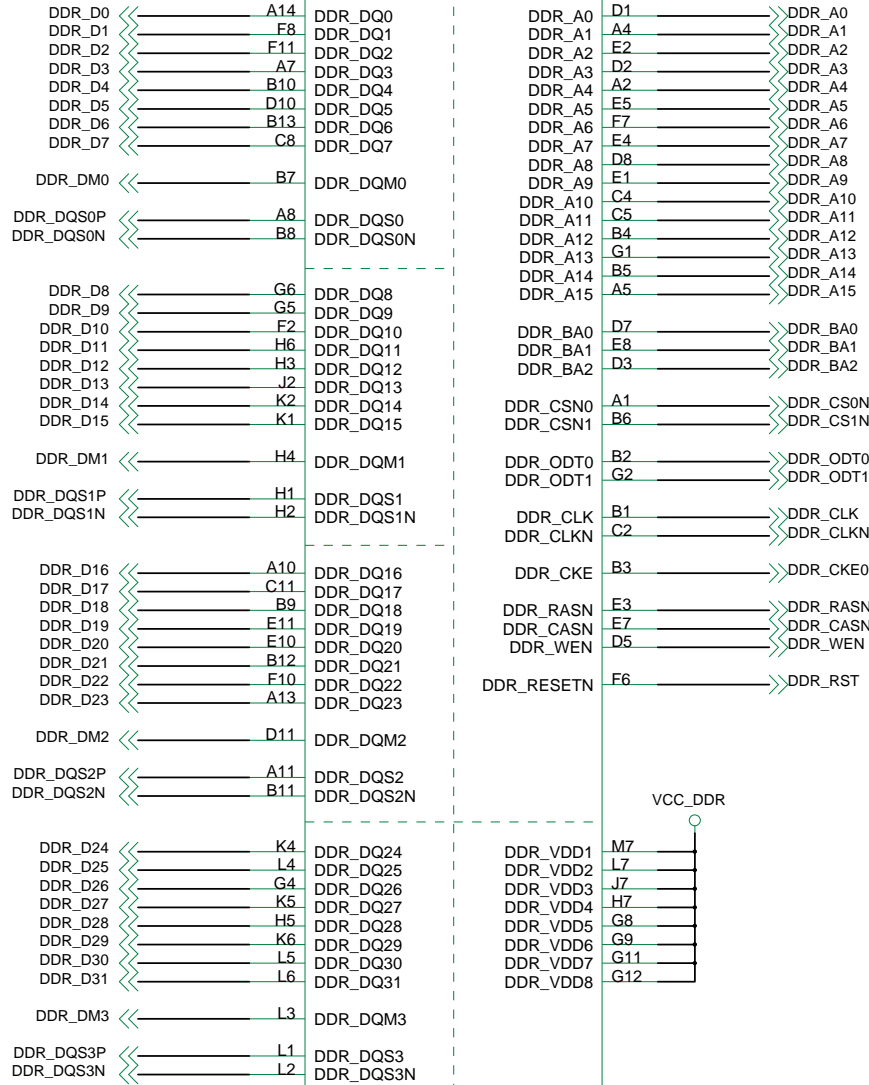 DDR_D0 A14 DDR_DQ0
DDR_D1 F8 DDR_DQ1
DDR_D2 F11 DDR_DQ2
DDR_D3 A7 DDR_DQ3
DDR_D4 B10 DDR_DQ4
DDR_D5 D10 DDR_DQ5
DDR_D6 B13 DDR_DQ6
DDR_D7 C8 DDR_DQ7
DDR_DM0 B7 DDR_DQM0
DDR_DQS0P A8 DDR_DQS0
DDR_DQS0N B8 DDR_DQS0N
DDR_D8 G6 DDR_DQ8
DDR_D9 G5 DDR_DQ9
DDR_D10 F2 DDR_DQ10
DDR_D11 H6 DDR_DQ11
DDR_D12 H3 DDR_DQ12
DDR_D13 J2 DDR_DQ13
DDR_D14 K2 DDR_DQ14
DDR_D15 K1 DDR_DQ15
DDR_DM1 H4 DDR_DQM1
DDR_DQS1P H1 DDR_DQS1
DDR_DQS1N H2 DDR_DQS1N
DDR_D16 A10 DDR_DQ16
DDR_D17 C11 DDR_DQ17
DDR_D18 B9 DDR_DQ18
DDR_D19 E11 DDR_DQ19
DDR_D20 E10 DDR_DQ20
DDR_D21 B12 DDR_DQ21
DDR_D22 F10 DDR_DQ22
DDR_D23 A13 DDR_DQ23
DDR_DM2 D11 DDR_DQM2
DDR_DQS2P A11 DDR_DQS2
DDR_DQS2N B11 DDR_DQS2N
DDR_D24 K4 DDR_DQ24
DDR_D25 L4 DDR_DQ25
DDR_D26 G4 DDR_DQ26
DDR_D27 K5 DDR_DQ27
DDR_D28 H5 DDR_DQ28
DDR_D29 K6 DDR_DQ29
DDR_D30 L5 DDR_DQ30
DDR_D31 L6 DDR_DQ31
DDR_DM3 L3 DDR_DQM3
DDR_DQS3P L1 DDR_DQS3
DDR_DQS3N L2 DDR_DQS3N
DDR_A0 D1 DDR_A0
DDR_A1 A4 DDR_A1
DDR_A2 E2 DDR_A2
DDR_A3 D2 DDR_A3
DDR_A4 A2 DDR_A4
DDR_A5 E5 DDR_A5
DDR_A6 F7 DDR_A6
DDR_A7 E4 DDR_A7
DDR_A8 D8 DDR_A8
DDR_A9 E1 DDR_A9
DDR_A10 C4 DDR_A10
DDR_A11 C5 DDR_A11
DDR_A12 B4 DDR_A12
DDR_A13 G1 DDR_A13
DDR_A14 B5 DDR_A14
DDR_A15 A5 DDR_A15
DDR_BA0 D7 DDR_BA0
DDR_BA1 E8 DDR_BA1
DDR_BA2 D3 DDR_BA2
DDR_CSN0 A1 DDR_CS0N
DDR_CSN1 B6 DDR_CS1N
DDR_ODT0 B2 DDR_ODT0
DDR_ODT1 G2 DDR_ODT1
DDR_CLK B1 DDR_CLK
DDR_CLKN C2 DDR_CLKN
DDR_CKE B3 DDR_CKE0
DDR_RASN E3 DDR_RASN
DDR_CASN E7 DDR_CASN
DDR_WEN D5 DDR_WEN
DDR_RESETN F6 DDR_RST
VCC_DDR
DDR_VDD1 M7
DDR_VDD2 L7
DDR_VDD3 J7
DDR_VDD4 H7
DDR_VDD5 G8
DDR_VDD6 G9
DDR_VDD7 G11
DDR_VDD8 G12